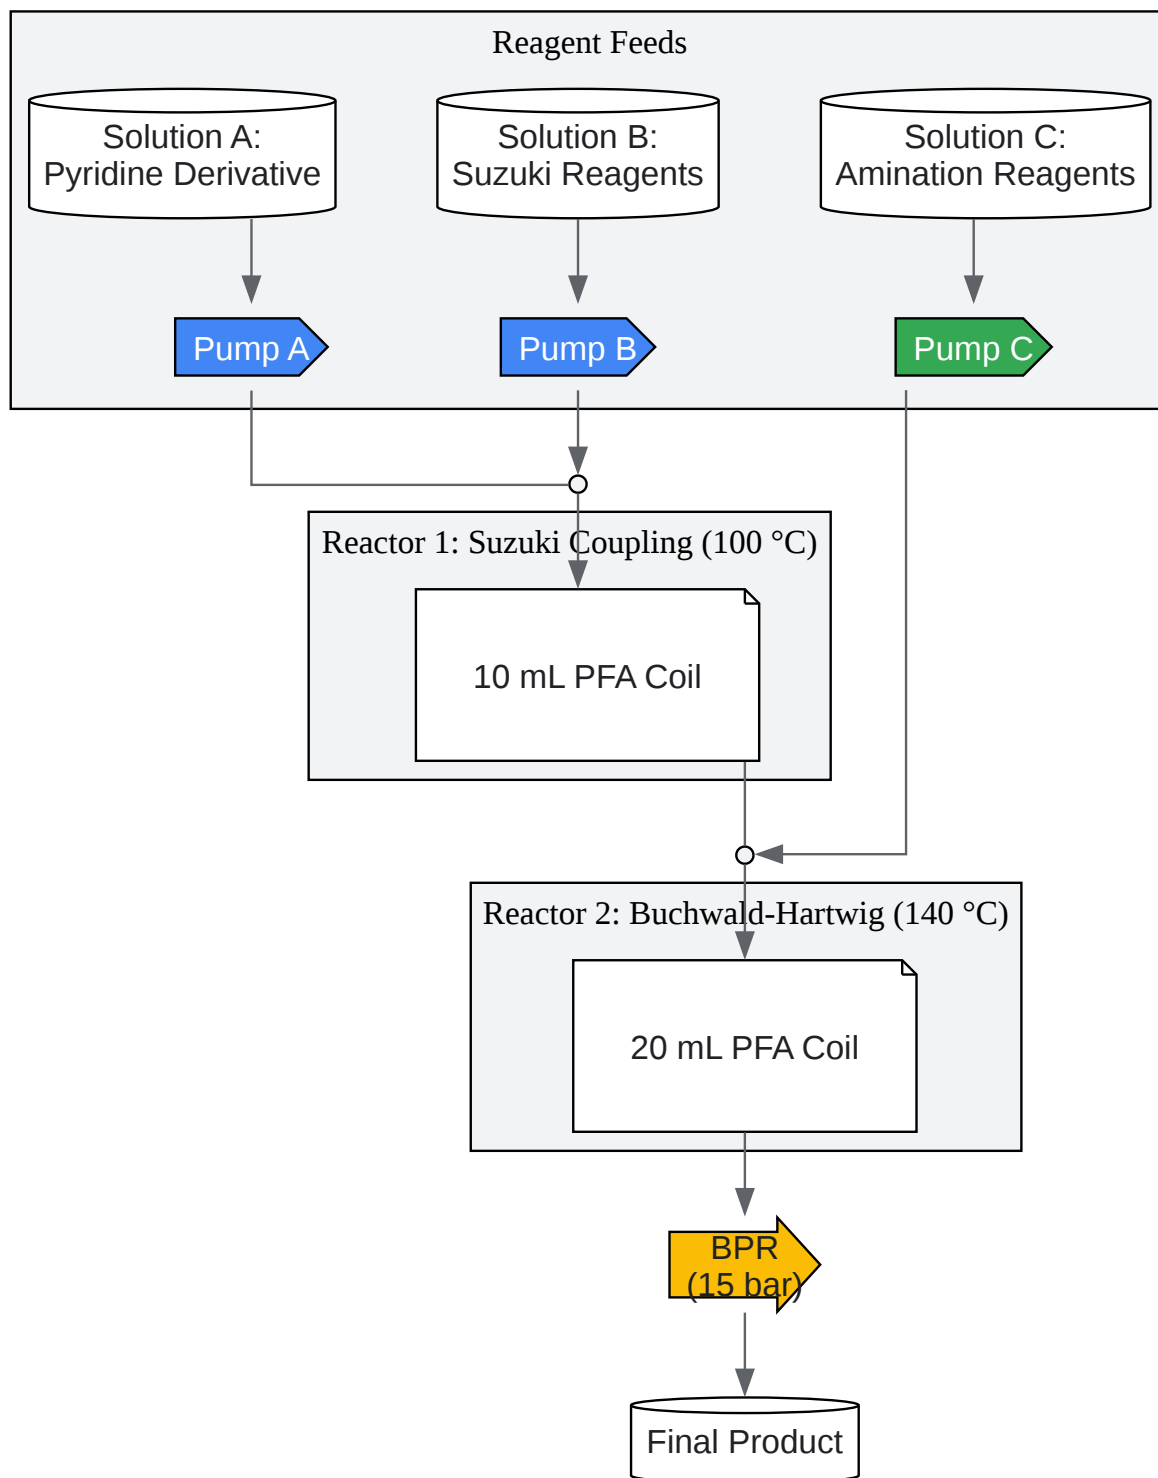 Reagent Feeds
Solution A:
Pyridine Derivative
Solution B:
Suzuki Reagents
Solution C:
Amination Reagents
Pump A
Pump B
Pump C
Reactor 1: Suzuki Coupling (100 °C)
10 mL PFA Coil
Reactor 2: Buchwald-Hartwig (140 °C)
20 mL PFA Coil
BPR
(15 bar)
Final Product